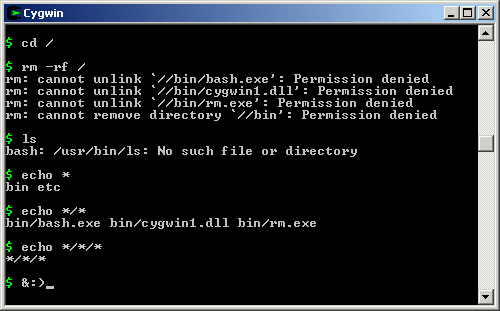 Cygwin
$ cd /
$ rm -rf /
rm: cannot unlink `//bin/bash.exe': Permission denied
rm: cannot unlink `//bin/cygwin1.dll': Permission denied
rm: cannot unlink `//bin/rm.exe': Permission denied
rm: cannot remove directory `//bin': Permission denied
$ ls
bash: /usr/bin/ls: No such file or directory
$ echo *
bin etc
$ echo */*
bin/bash.exe bin/cygwin1.dll bin/rm.exe
$ echo */*/*
*/*/*
$ &:)_